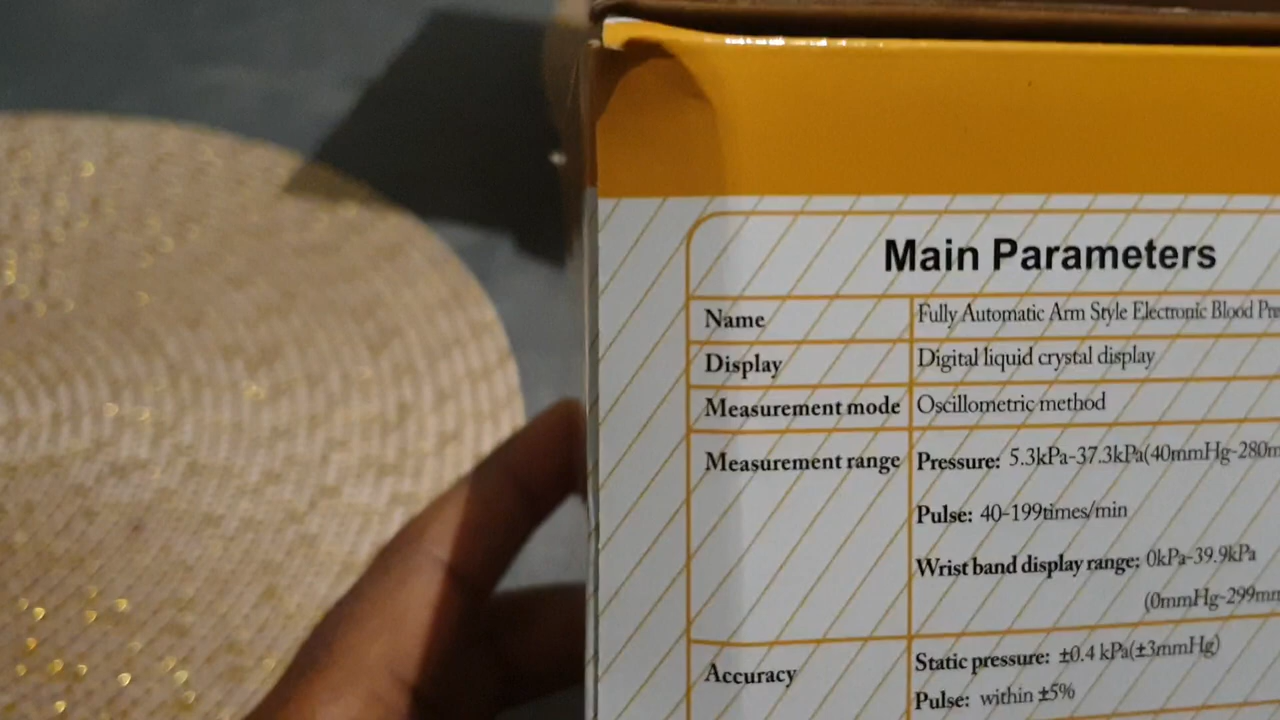 Main Parameters
Name Fully Automatic Arm Style Electronic Blood
Display Digital liquid crystal display
Measurement mode Oscillometric method
Measurement range Pressure: 5.3kPa-37.3kPa(40mmHg-280m
Pulse: 40-199times/min
Wrist band display range: 0kPa-39.9kPa
(0mmHg-299mm
Accuracy Static pressure: ±0.4 kPa(±3mmHg)
Pulse: within ±5%